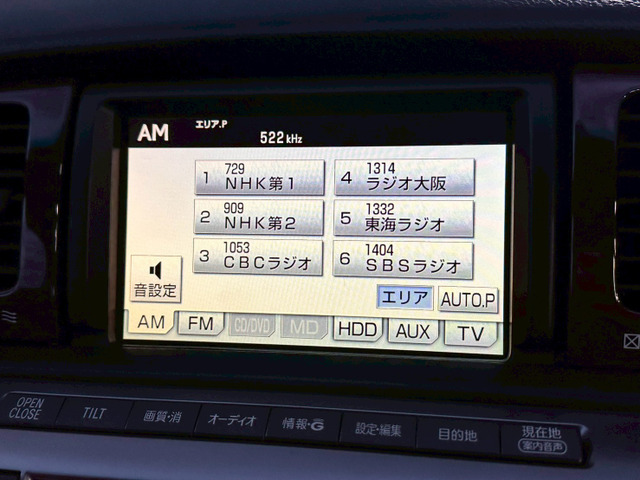 AM エリア.P
522 kHz
729
1 NHK第1
1314
4 ラジオ大阪
909
2 NHK第2
1332
5 東海ラジオ
1053
3 CBCラジオ
1404
6 SBSラジオ
音設定
エリア AUTO.P
AM FM CD/DVD MD HDD AUX TV
OPEN
CLOSE
TILT 画質・消 オーディオ 情報・G 設定・編集 目的地 現在地
案内音声